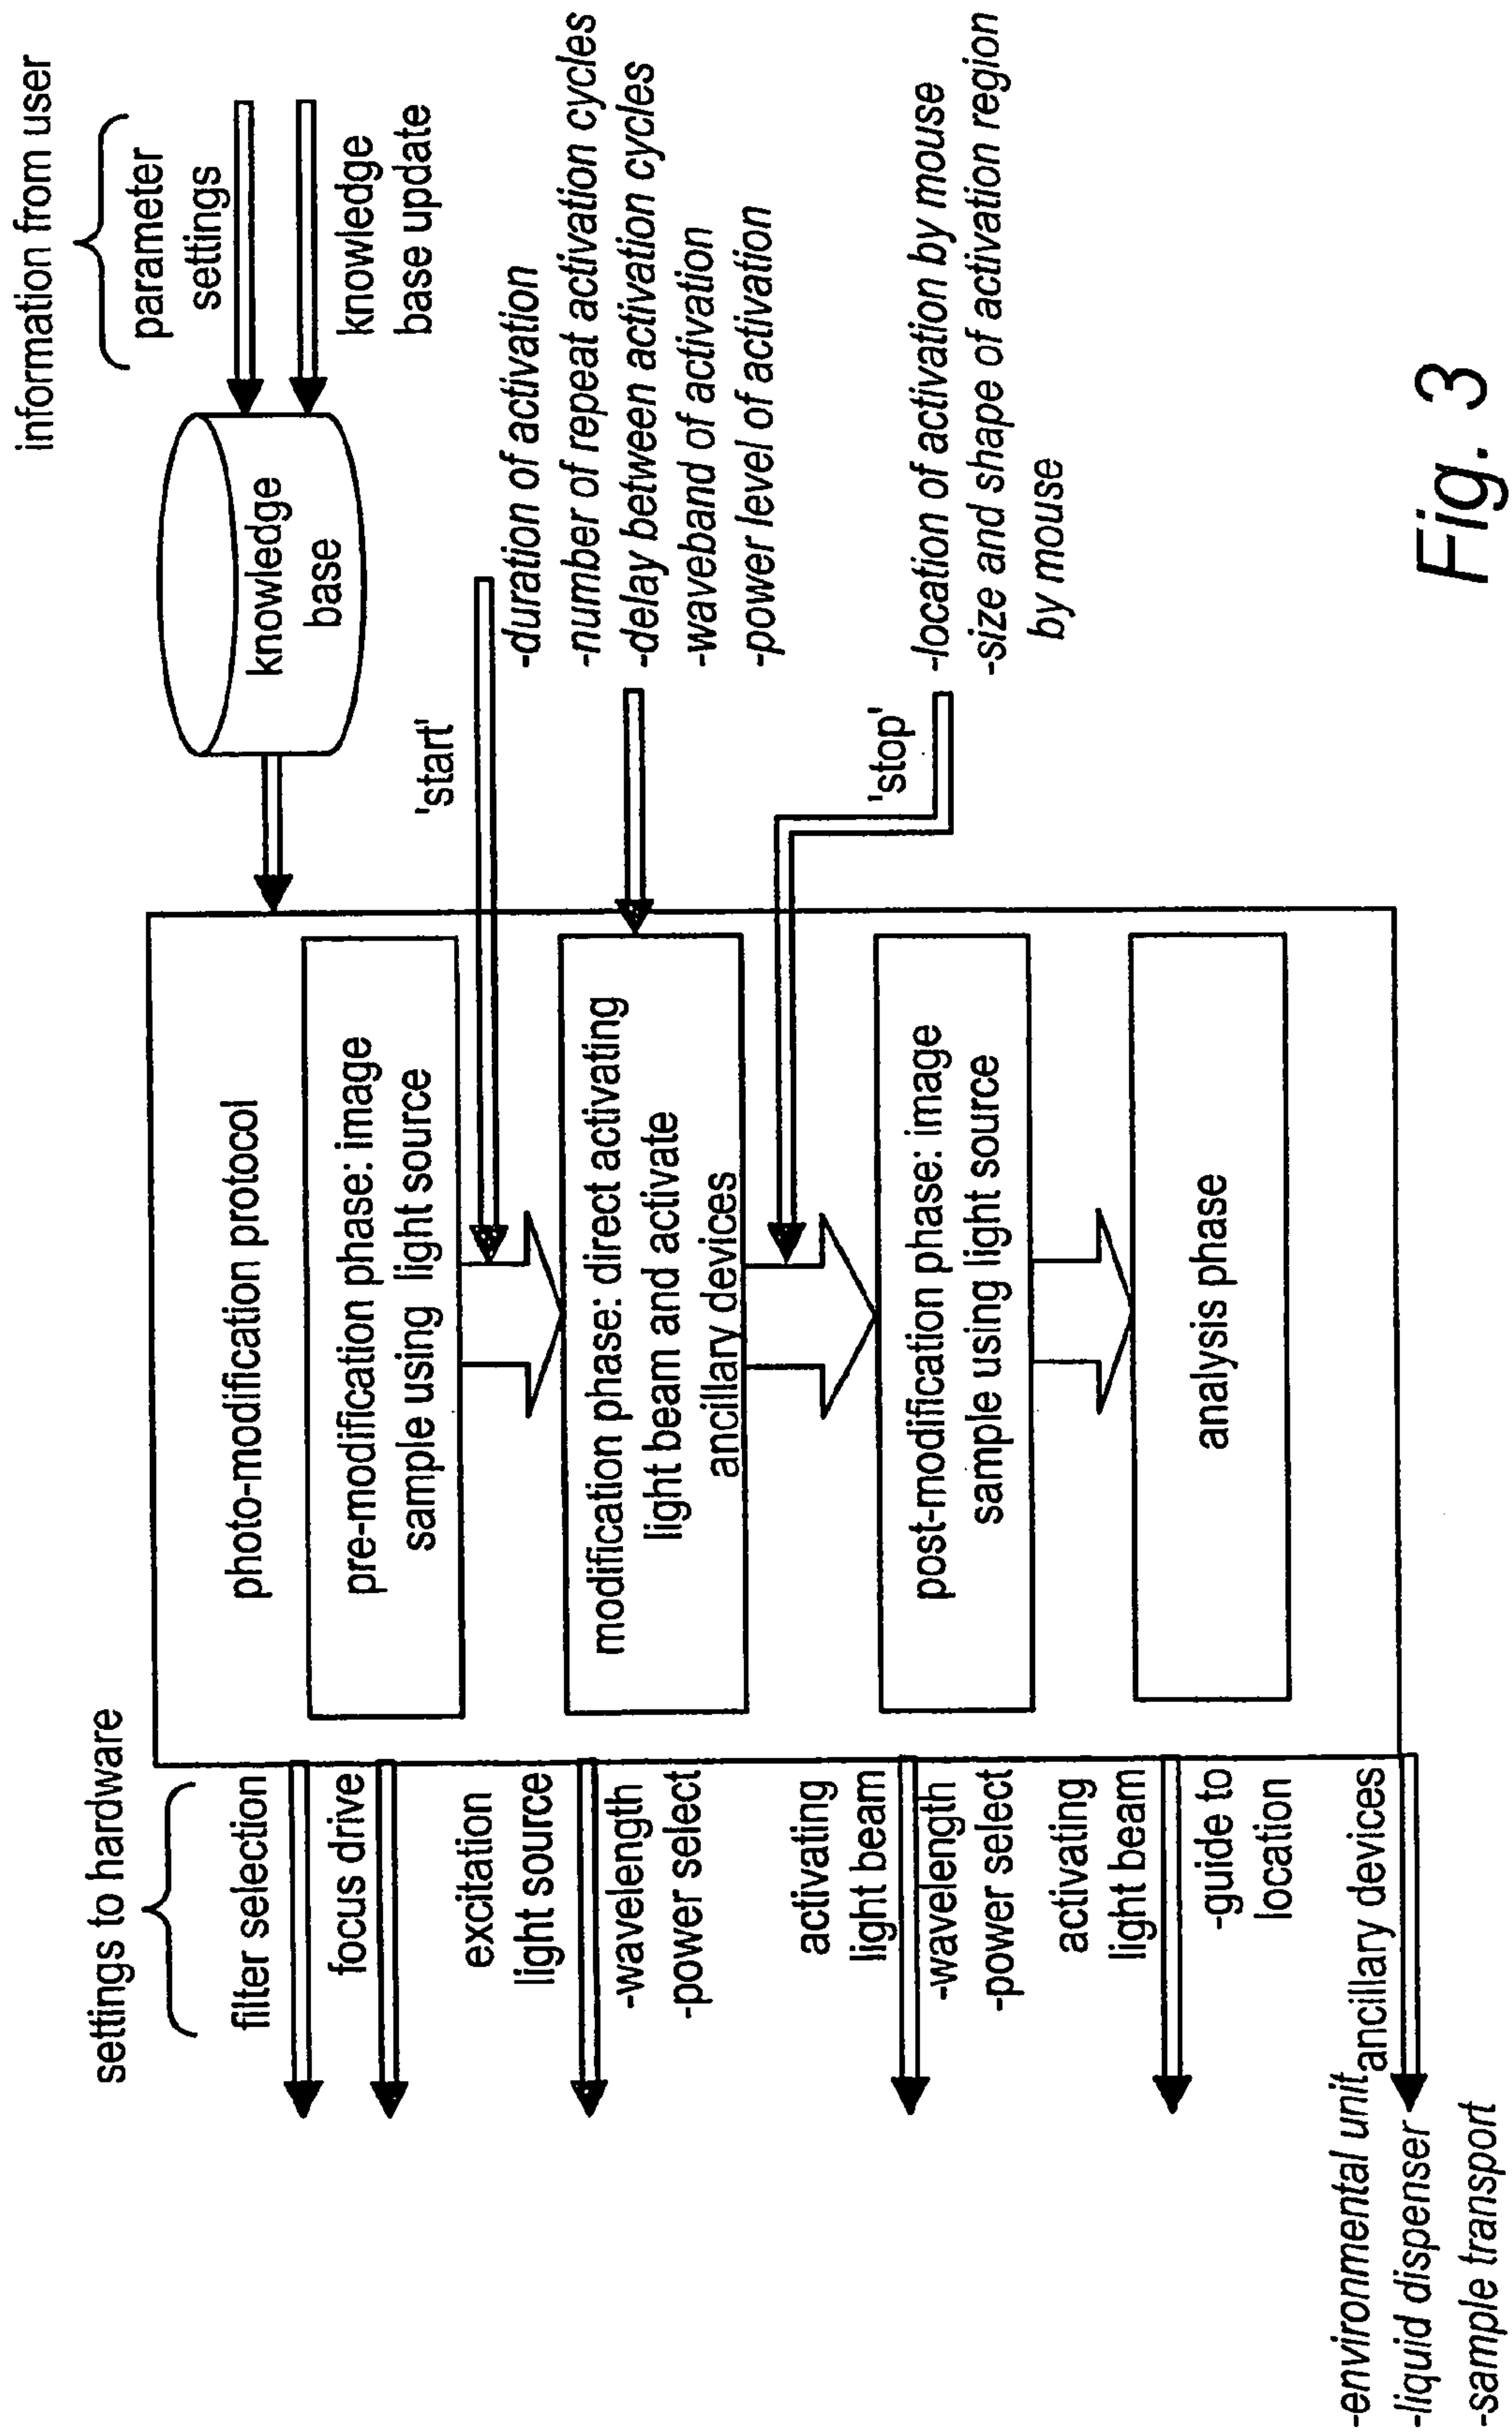 settings to hardware
filter selection
focus drive
excitation
light source
-wavelength
-power select
activating
light beam
-wavelength
-power select
activating
light beam
-guide to
location
ancillary devices
-environmental unit
-liquid dispenser
-sample transport
photo-modification protocol
pre-modification phase: image
sample using light source
modification phase: direct activating
light beam and activate
ancillary devices
post-modification phase: image
sample using light source
analysis phase
information from user
parameter
settings
knowledge
base update
knowledge
base
'start'
-duration of activation
-number of repeat activation cycles
-delay between activation cycles
-waveband of activation
-power level of activation
'stop'
-location of activation by mouse
-size and shape of activation region
by mouse
Fig. 3